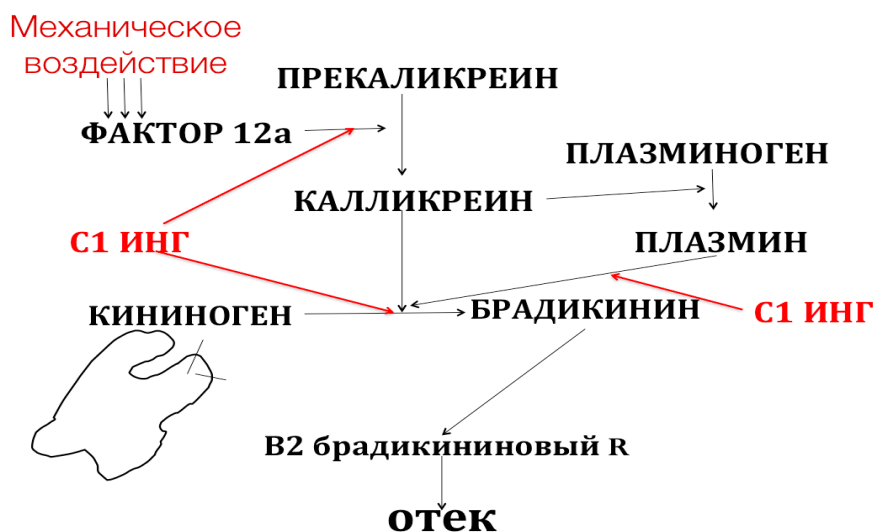 Механическое
воздействие
ПРЕКАЛИКРЕИН
ФАКТОР 12а
ПЛАЗМИНОГЕН
КАЛЛИКРЕИН
С1 ИНГ
ПЛАЗМИН
КИНИНОГЕН
БРАДИКИНИН
С1 ИНГ
В2 брадикининовый R
отек